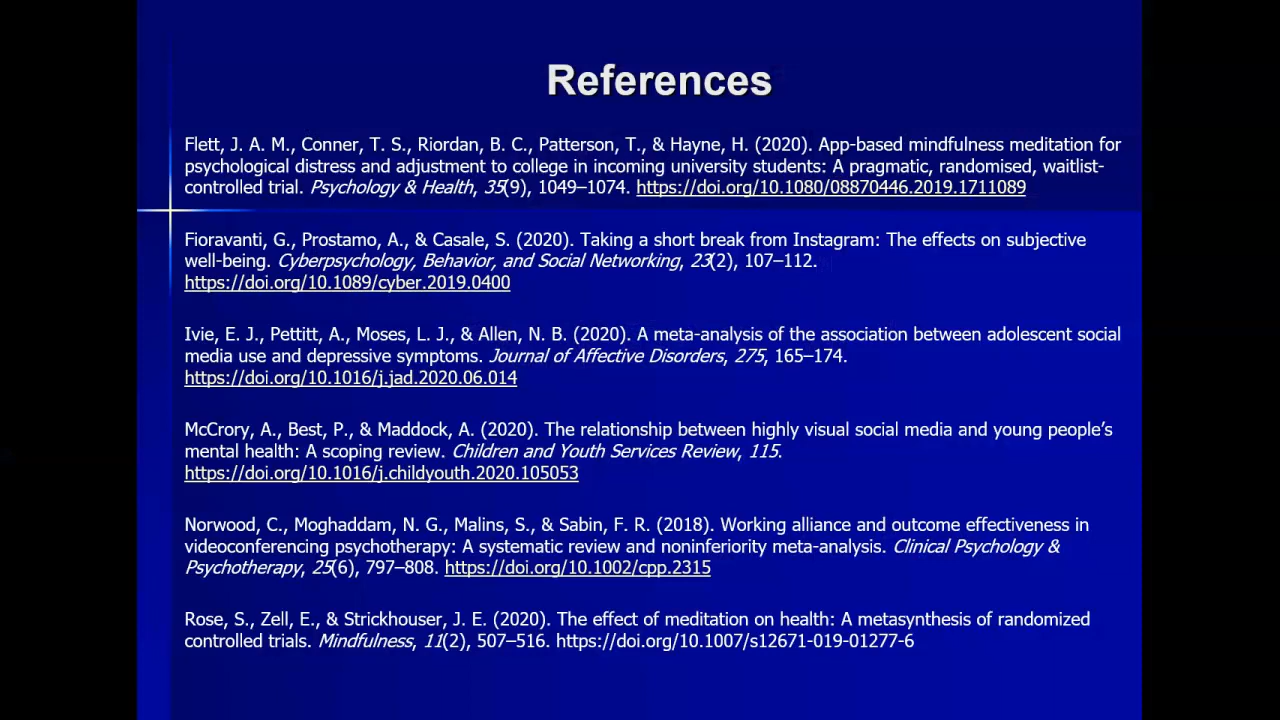 References
Flett, J. A. M., Conner, T. S., Riordan, B. C., Patterson, T., & Hayne, H. (2020). App-based mindfulness meditation for
psychological distress and adjustment to college in incoming university students: A pragmatic, randomised, waitlist-
controlled trial. Psychology & Health, 35(9), 1049–1074. https://doi.org/10.1080/08870446.2019.1711089
Fioravanti, G., Prostamo, A., & Casale, S. (2020). Taking a short break from Instagram: The effects on subjective
well-being. Cyberpsychology, Behavior, and Social Networking, 23(2), 107–112.
https://doi.org/10.1089/cyber.2019.0400
Ivie, E. J., Pettitt, A., Moses, L. J., & Allen, N. B. (2020). A meta-analysis of the association between adolescent social
media use and depressive symptoms. Journal of Affective Disorders, 275, 165–174.
https://doi.org/10.1016/j.jad.2020.06.014
McCrory, A., Best, P., & Maddock, A. (2020). The relationship between highly visual social media and young people’s
mental health: A scoping review. Children and Youth Services Review, 115.
https://doi.org/10.1016/j.childyouth.2020.105053
Norwood, C., Moghaddam, N. G., Malins, S., & Sabin, F. R. (2018). Working alliance and outcome effectiveness in
videoconferencing psychotherapy: A systematic review and noninferiority meta-analysis. Clinical Psychology &
Psychotherapy, 25(6), 797–808. https://doi.org/10.1002/cpp.2315
Rose, S., Zell, E., & Strickhouser, J. E. (2020). The effect of meditation on health: A metasynthesis of randomized
controlled trials. Mindfulness, 11(2), 507–516. https://doi.org/10.1007/s12671-019-01277-6